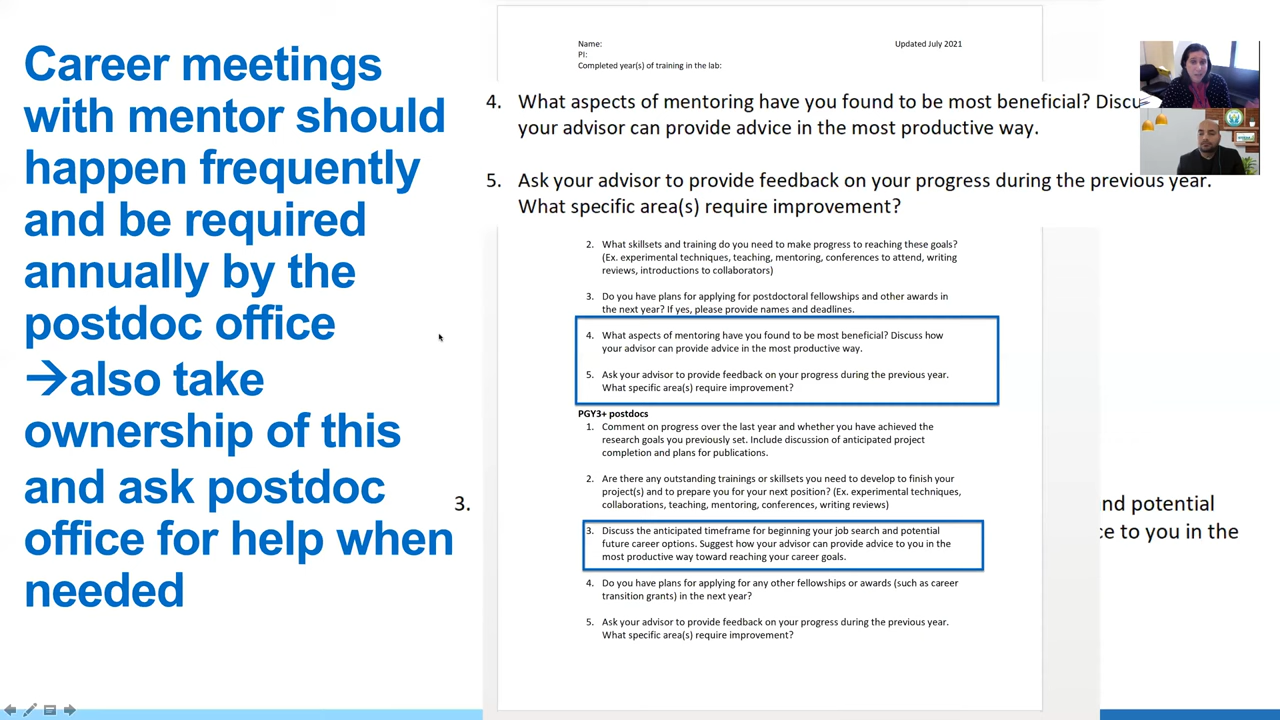 Career meetings
with mentor should
happen frequently
and be required
annually by the
postdoc office
→also take
ownership of this
and ask postdoc
office for help when
needed
Name:
Updated July 2021
PI:
Completed year(s) of training in the lab:
4. What aspects of mentoring have you found to be most beneficial? Discu
your advisor can provide advice in the most productive way.
5. Ask your advisor to provide feedback on your progress during the previous year.
What specific area(s) require improvement?
2. What skillsets and training do you need to make progress to reaching these goals?
(Ex. experimental techniques, teaching, mentoring, conferences to attend, writing
reviews, introductions to collaborators)
3. Do you have plans for applying for postdoctoral fellowships and other awards in
the next year? If yes, please provide names and deadlines.
4. What aspects of mentoring have you found to be most beneficial? Discuss how
your advisor can provide advice in the most productive way.
5. Ask your advisor to provide feedback on your progress during the previous year.
What specific area(s) require improvement?
PGY3+ postdocs
1. Comment on progress over the last year and whether you have achieved the
research goals you previously set. Include discussion of anticipated project
completion and plans for publications.
2. Are there any outstanding trainings or skillsets you need to develop to finish your
project(s) and to prepare you for your next position? (Ex. experimental techniques,
collaborations, teaching, mentoring, conferences, writing reviews)
3. Discuss the anticipated timeframe for beginning your job search and potential
future career options. Suggest how your advisor can provide advice to you in the
most productive way toward reaching your career goals.
4. Do you have plans for applying for any other fellowships or awards (such as career
transition grants) in the next year?
5. Ask your advisor to provide feedback on your progress during the previous year.
What specific area(s) require improvement?
3.
nd potential
ce to you in the